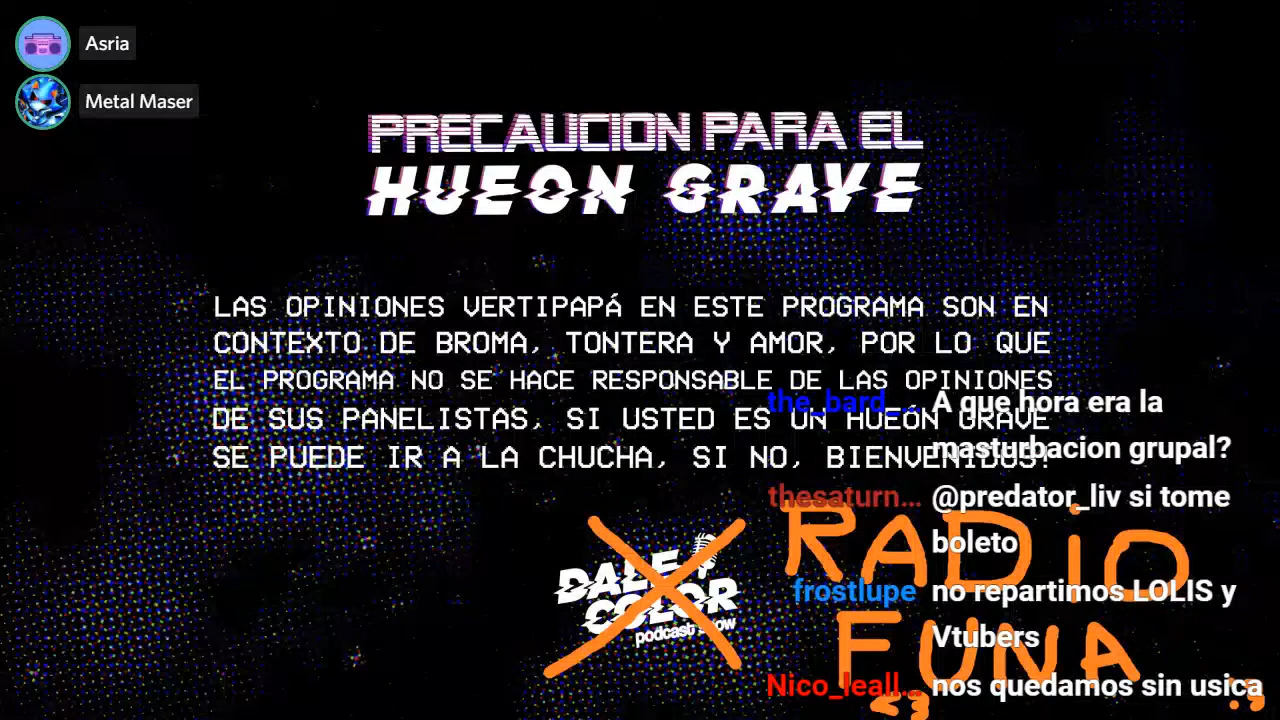 Asria
Metal Maser
PRECAUCION PARA EL
HUEON GRAVE
LAS OPINIONES VERTIPAPÁ EN ESTE PROGRAMA SON EN
CONTEXTO DE BROMA, TONTERA Y AMOR, POR LO QUE
EL PROGRAMA NO SE HACE RESPONSABLE DE LAS OPINIONES
DE SUS PANELISTAS, SI USTED ES UN HUEÓN GRAVE
SE PUEDE IR A LA CHUCHA, SI NO, BIENVENIDOS!
the_bard_... A que hora era la
masturbacion grupal?
thesaturn... @predator_liv si tome
boleto
frostlupe no repartimos LOLIS y
Vtubers
Nico_leall... nos quedamos sin usica
DALE Y
COLOR
podcast show
RADIO
FUNA
<3 :9